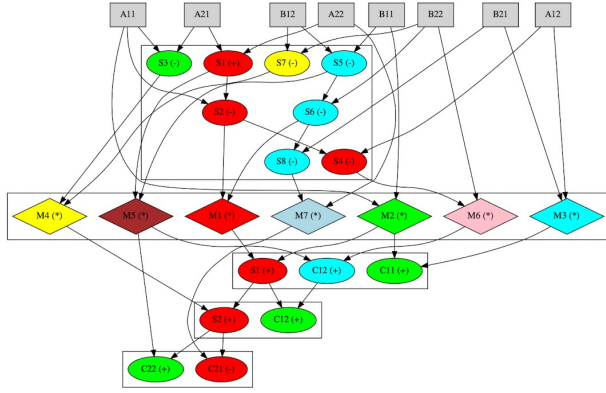 A11 A21 B12 A22 B11 B22 B21 A12
S3 (-) S1 (+) S7 (-) S5 (-)
S2 (-) S6 (-)
S8 (-) S4 (-)
M4 (*) M5 (*) M1 (*) M7 (*) M2 (*) M6 (*) M3 (*)
S1 (+) C12 (+) C11 (+)
S2 (+) C12 (+)
C22 (+) C21 (-)